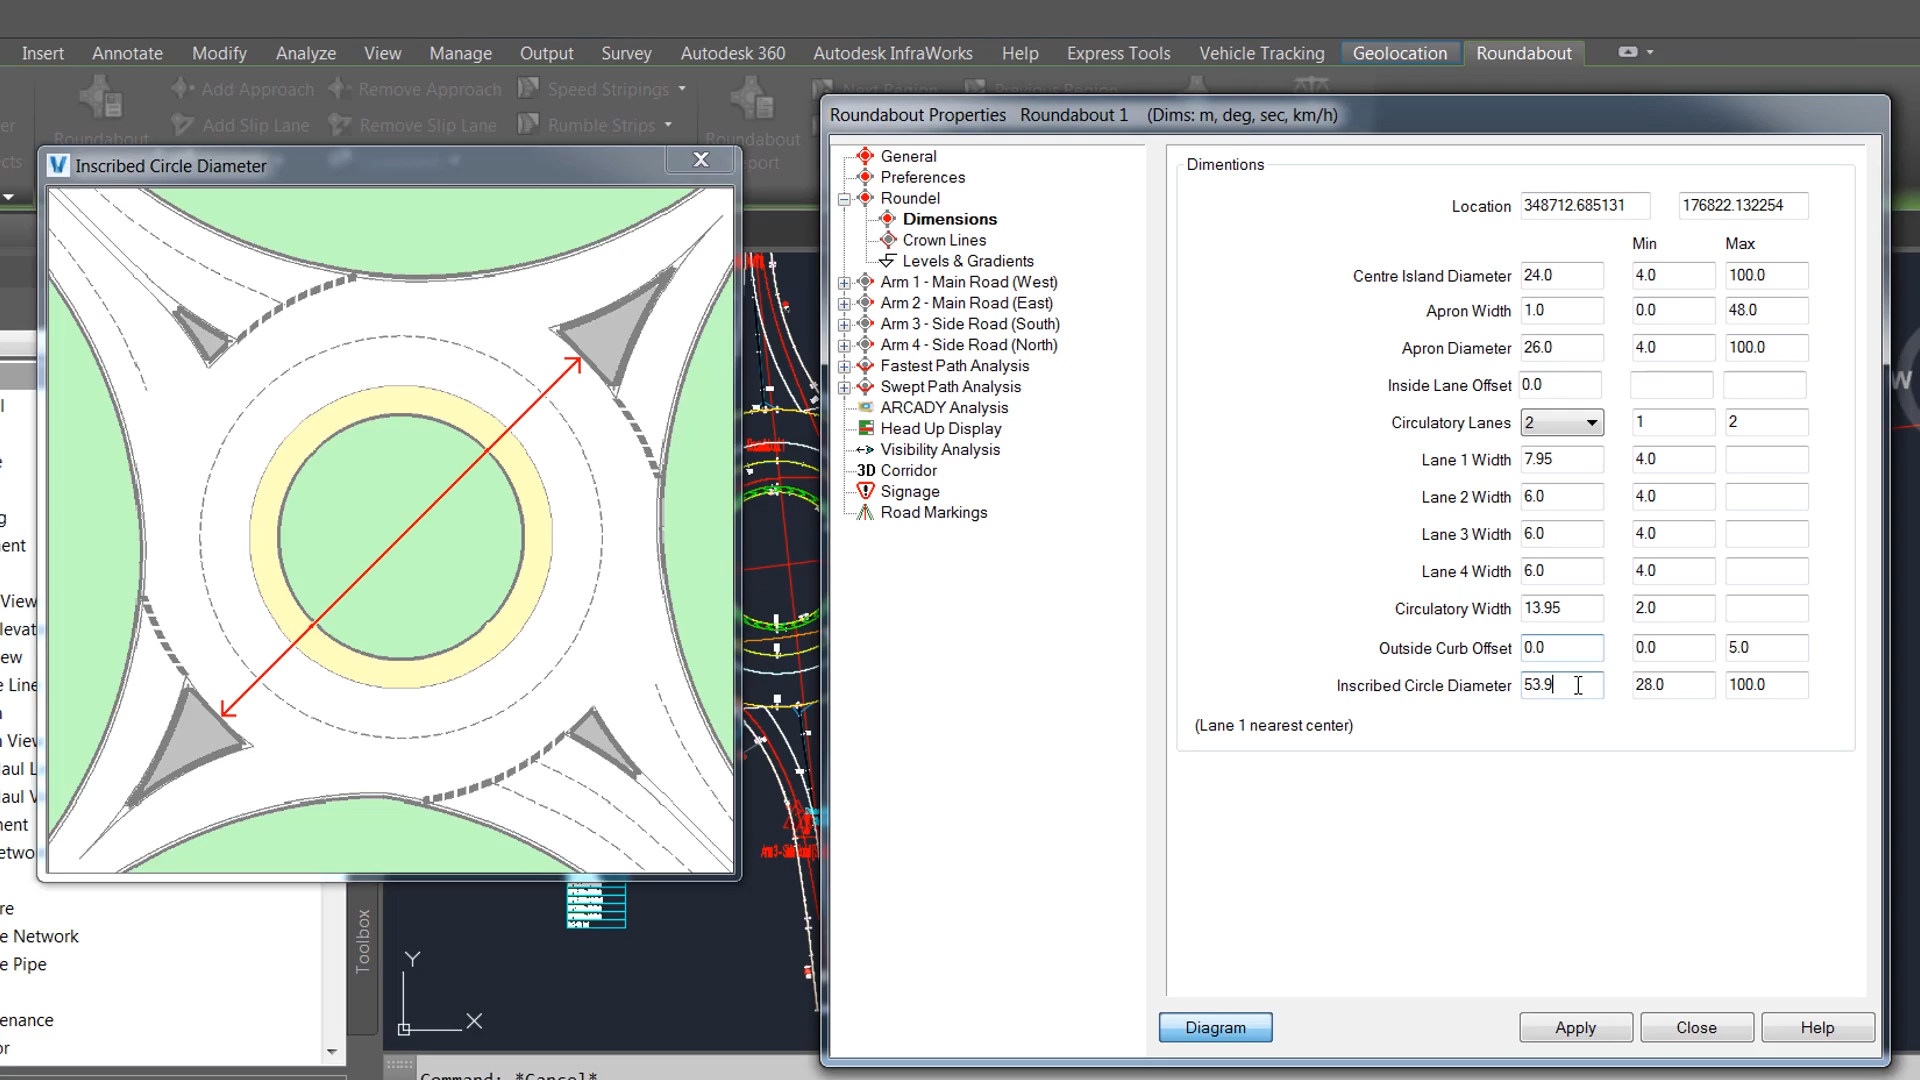 Insert Annotate Modify Analyze View Manage Output Survey Autodesk 360 Autodesk InfraWorks Help Express Tools Vehicle Tracking Geolocation Roundabout
Add Approach Remove Approach Speed Stripings Next Region Previous Region
Add Slip Lane Remove Slip Lane Rumble Strips
Roundabout Roundabout
Inscribed Circle Diameter X
Roundabout Properties Roundabout 1 (Dims: m, deg, sec, km/h)
General
Preferences
Roundel
Dimensions
Crown Lines
Levels & Gradients
Arm 1 - Main Road (West)
Arm 2 - Main Road (East)
Arm 3 - Side Road (South)
Arm 4 - Side Road (North)
Fastest Path Analysis
Swept Path Analysis
ARCADY Analysis
Head Up Display
Visibility Analysis
3D Corridor
Signage
Road Markings
Dimentions
Location 348712.685131 176822.132254
Min Max
Centre Island Diameter 24.0 4.0 100.0
Apron Width 1.0 0.0 48.0
Apron Diameter 26.0 4.0 100.0
Inside Lane Offset 0.0
Circulatory Lanes 2 1 2
Lane 1 Width 7.95 4.0
Lane 2 Width 6.0 4.0
Lane 3 Width 6.0 4.0
Lane 4 Width 6.0 4.0
Circulatory Width 13.95 2.0
Outside Curb Offset 0.0 0.0 5.0
Inscribed Circle Diameter 53.9 28.0 100.0
(Lane 1 nearest center)
Diagram Apply Close Help
View
w
e Line
n View
e Network
e Pipe
enance
Toolbox
Y
X
W
Command: *Cancel*